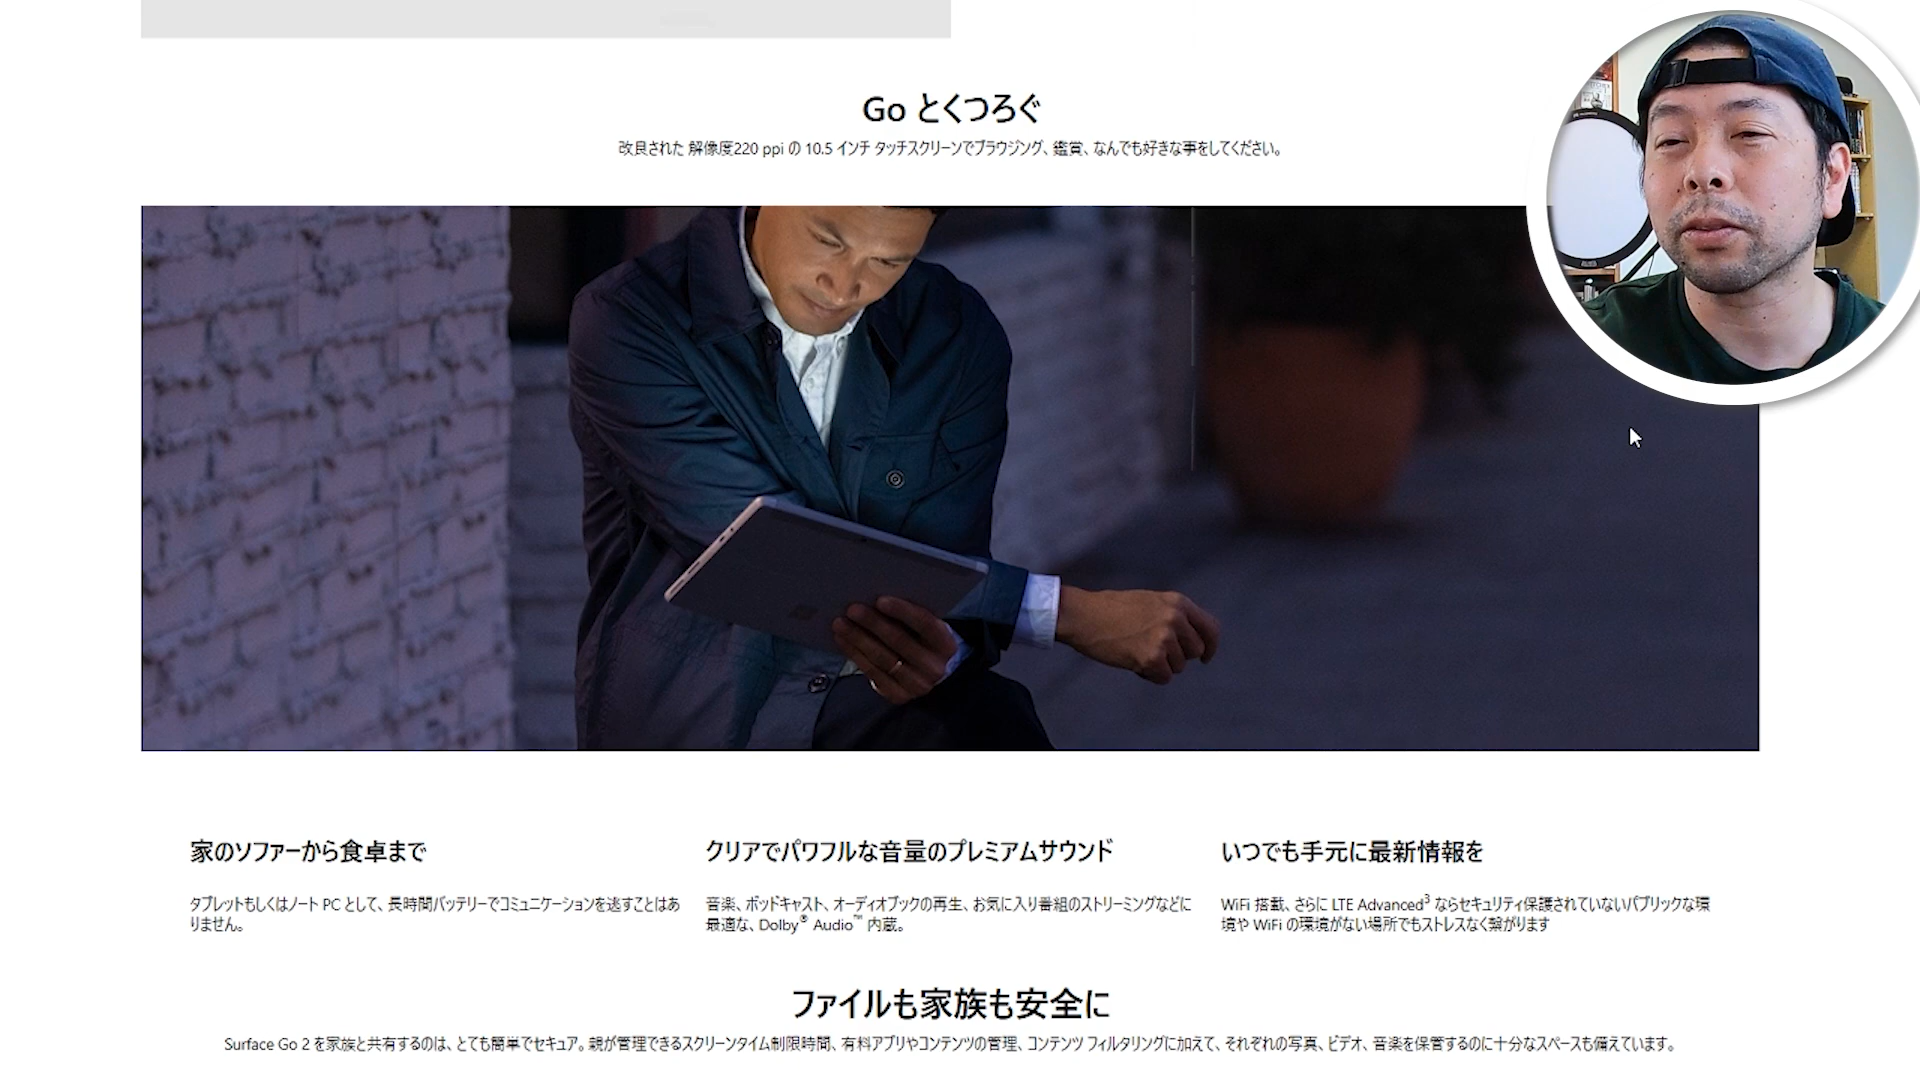 Go とくつろぐ
改良された 解像度220 ppi の 10.5 インチ タッチスクリーンでブラウジング、鑑賞、なんでも好きな事をしてください。
家のソファーから食卓まで
タブレットもしくはノート PC として、長時間バッテリーでコミュニケーションを逃すことはあ
りません。
クリアでパワフルな音量のプレミアムサウンド
音楽、ポッドキャスト、オーディオブックの再生、お気に入り番組のストリーミングなどに
最適な、Dolby® Audio™ 内蔵。
いつでも手元に最新情報を
WiFi 搭載、さらに LTE Advanced³ ならセキュリティ保護されていないパブリックな環
境や WiFi の環境がない場所でもストレスなく繋がります
ファイルも家族も安全に
Surface Go 2 を家族と共有するのは、とても簡単でセキュア。親が管理できるスクリーンタイム制限時間、有料アプリやコンテンツの管理、コンテンツ フィルタリングに加えて、それぞれの写真、ビデオ、音楽を保管するのに十分なスペースも備えています。